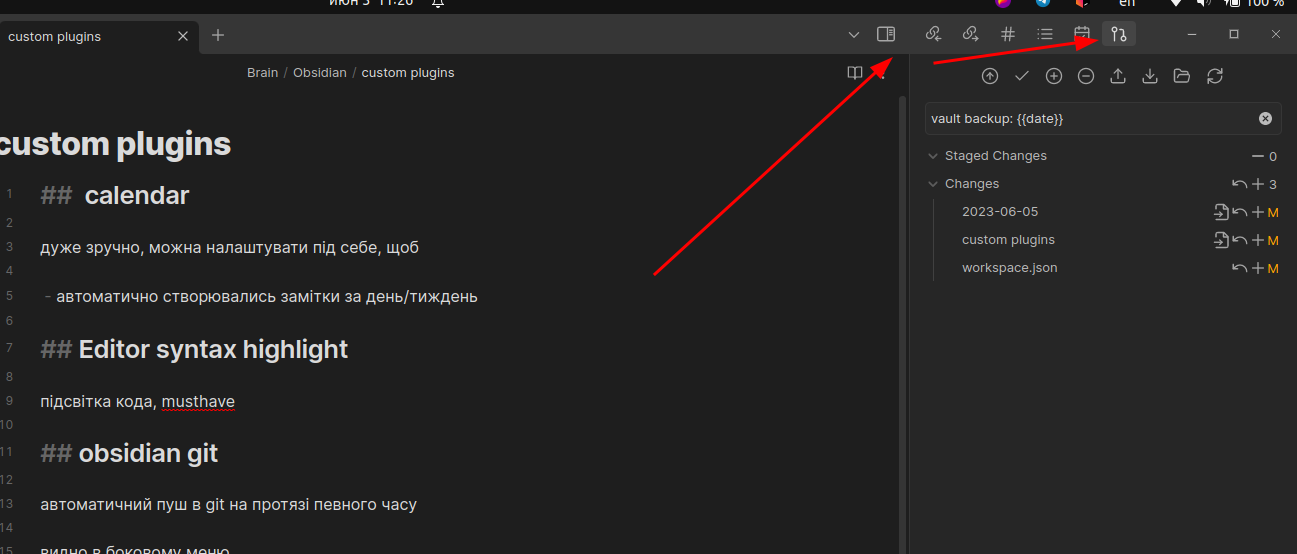 июн 5 11:26
en
100 %
custom plugins
Brain / Obsidian / custom plugins
vault backup: {{date}}
Staged Changes
0
Changes
3
2023-06-05
M
custom plugins
M
workspace.json
M
custom plugins
1 ## calendar
2
3 дуже зручно, можна налаштувати під себе, щоб
4
5 - автоматично створювались замітки за день/тиждень
6
7 ## Editor syntax highlight
8
9 підсвітка кода, musthave
10
11 ## obsidian git
12
13 автоматичний пуш в git на протязі певного часу
14
15 видно в боковому меню